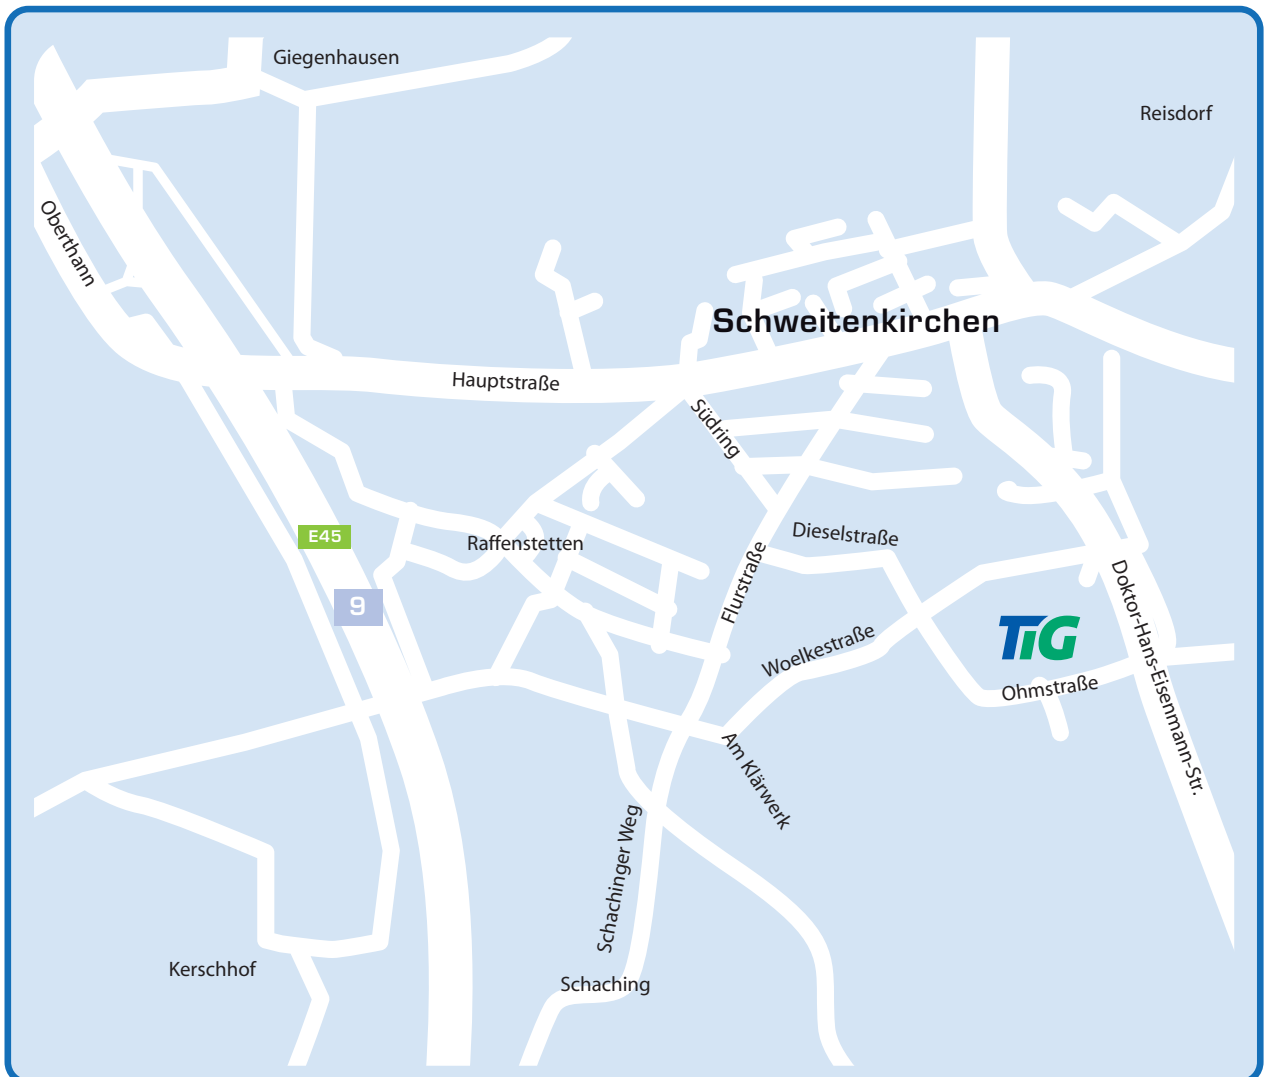 Giegenhausen
Reisdorf
Oberthann
Schweitenkirchen
Hauptstraße
Südring
E45
Raffenstetten
Dieselstraße
Flurstraße
9
Doktor-Hans-Eisenmann-Str.
TiG
Woelkestraße
Ohmstraße
Am Klärwerk
Schachinger Weg
Kerschhof
Schaching